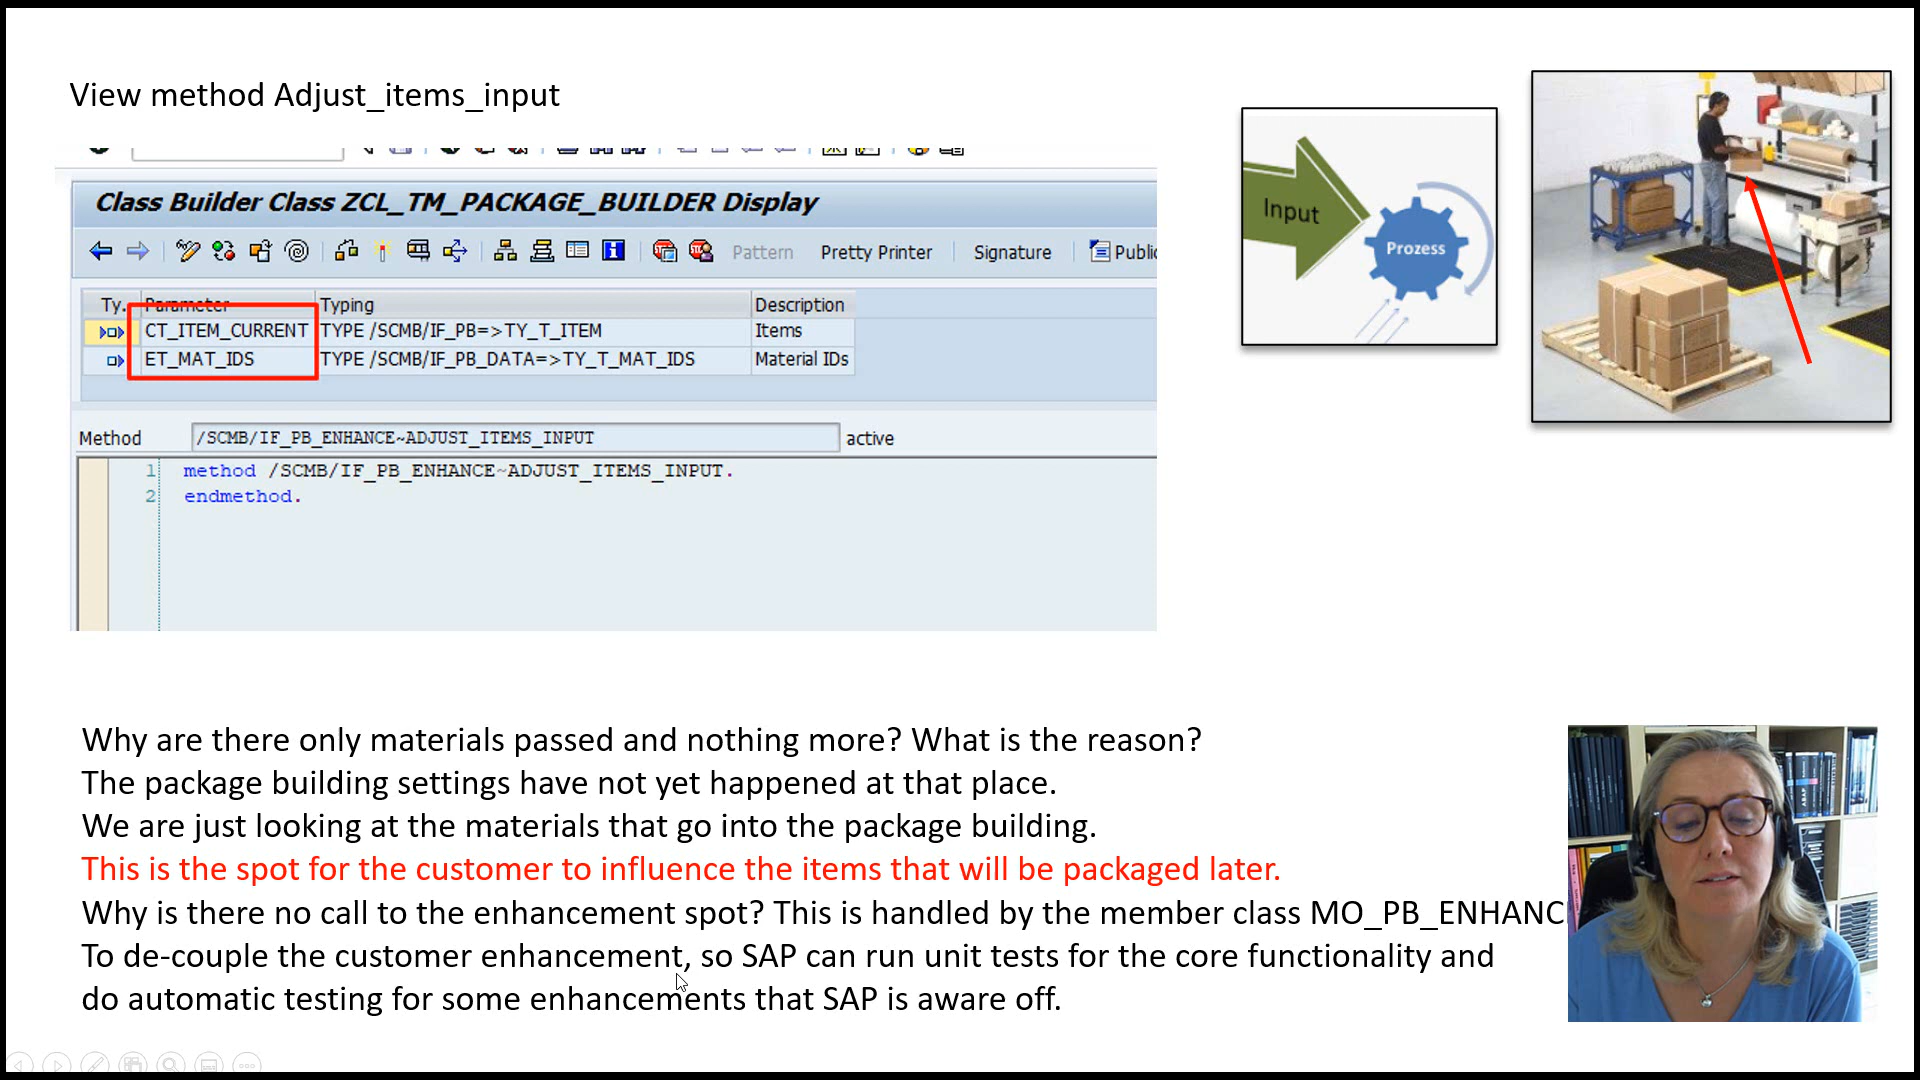 View method Adjust_items_input
Class Builder Class ZCL_TM_PACKAGE_BUILDER Display
Pattern Pretty Printer Signature Public
Ty. Parameter Typing Description
CT_ITEM_CURRENT TYPE /SCMB/IF_PB=>TY_T_ITEM Items
ET_MAT_IDS TYPE /SCMB/IF_PB_DATA=>TY_T_MAT_IDS Material IDs
Method /SCMB/IF_PB_ENHANCE~ADJUST_ITEMS_INPUT active
1 method /SCMB/IF_PB_ENHANCE~ADJUST_ITEMS_INPUT.
2 endmethod.
Input
Prozess
Why are there only materials passed and nothing more? What is the reason?
The package building settings have not yet happened at that place.
We are just looking at the materials that go into the package building.
This is the spot for the customer to influence the items that will be packaged later.
Why is there no call to the enhancement spot? This is handled by the member class MO_PB_ENHANC
To de-couple the customer enhancement, so SAP can run unit tests for the core functionality and
do automatic testing for some enhancements that SAP is aware off.